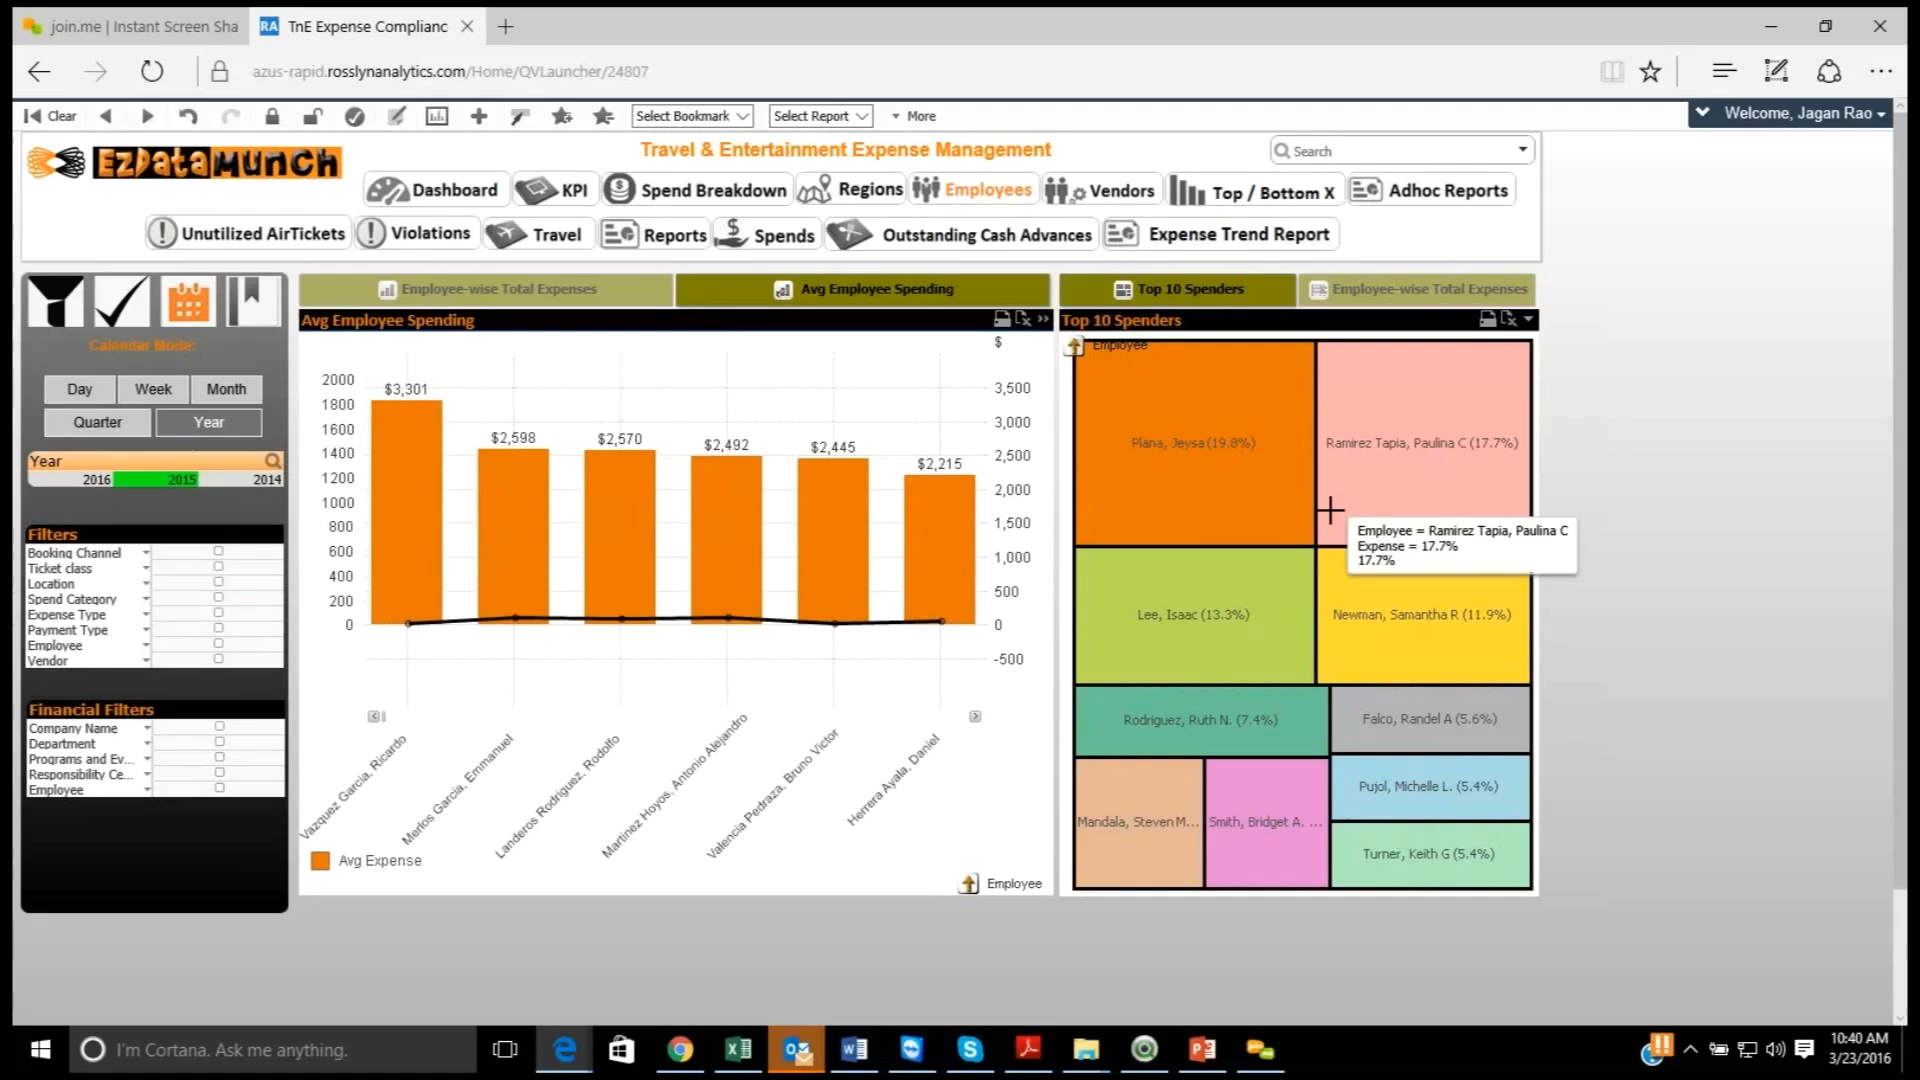 join.me | Instant Screen Sha
RA TnE Expense Complianc
azus-rapid.rosslynanalytics.com/Home/QVLauncher/24807
Clear
Select Bookmark
Select Report
More
Welcome, Jagan Rao
EZDATAMUNCH
Travel & Entertainment Expense Management
Search
Dashboard
KPI
Spend Breakdown
Regions
Employees
Vendors
Top / Bottom X
Adhoc Reports
Unutilized AirTickets
Violations
Travel
Reports
Spends
Outstanding Cash Advances
Expense Trend Report
Calendar Mode:
Day Week Month
Quarter Year
Year
2016 2015 2014
Filters
Booking Channel
Ticket class
Location
Spend Category
Expense Type
Payment Type
Employee
Vendor
Financial Filters
Company Name
Department
Programs and Ev...
Responsibility Ce...
Employee
Employee-wise Total Expenses
Avg Employee Spending
Avg Employee Spending
$
2000
1800
1600
1400
1200
1000
800
600
400
200
0
$3,301
$2,598
$2,570
$2,492
$2,445
$2,215
3,500
3,000
2,500
2,000
1,500
1,000
500
0
-500
Vazquez Garcia, Ricardo
Merlos Garcia, Emmanuel
Landeros Rodriguez, Rodolfo
Martinez Hoyos, Antonio Alejandro
Valencia Pedraza, Bruno Victor
Herrera Ayala, Daniel
Avg Expense
Employee
Top 10 Spenders
Employee-wise Total Expenses
Top 10 Spenders
Employee
Plana, Jeysa (19.8%)
Ramirez Tapia, Paulina C (17.7%)
Employee = Ramirez Tapia, Paulina C
Expense = 17.7%
17.7%
Lee, Isaac (13.3%)
Newman, Samantha R (11.9%)
Rodriguez, Ruth N. (7.4%)
Falco, Randel A (5.6%)
Mandala, Steven M...
Smith, Bridget A. ...
Pujol, Michelle L. (5.4%)
Turner, Keith G (5.4%)
I'm Cortana. Ask me anything.
10:40 AM
3/23/2016